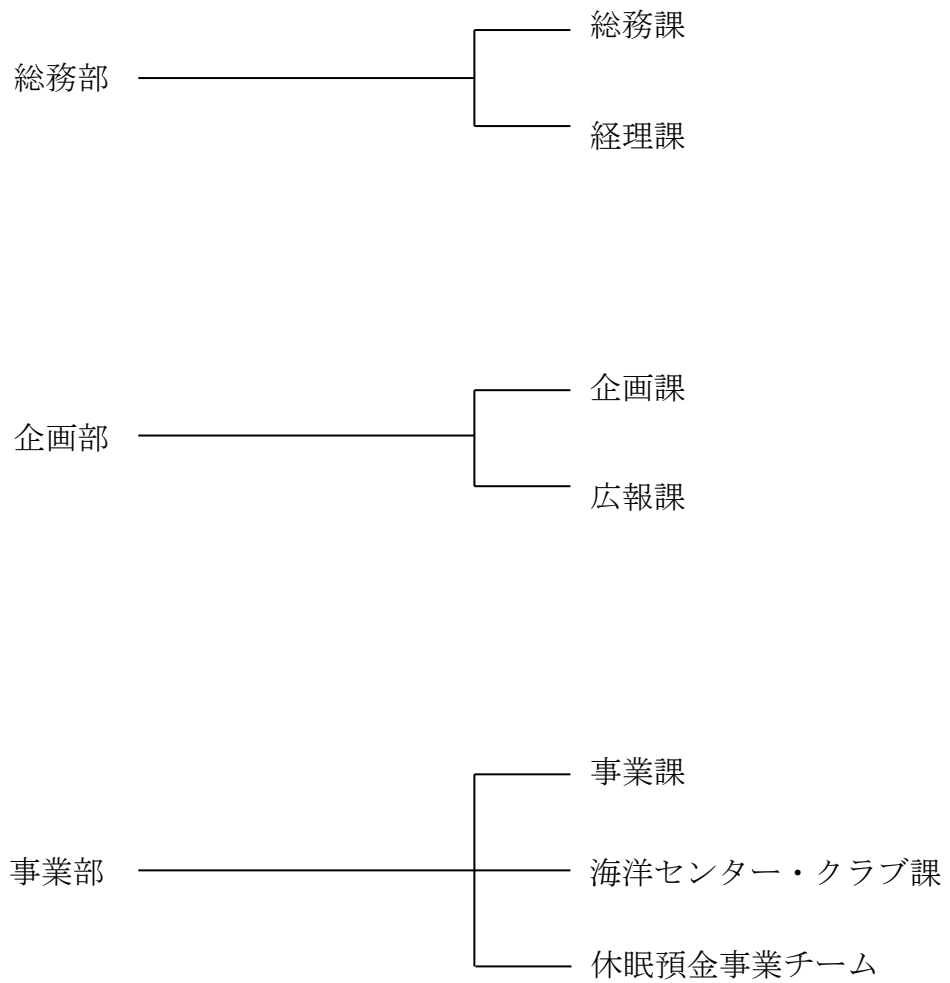 総務部
総務課
経理課
企画部
企画課
広報課
事業部
事業課
海洋センター・クラブ課
休眠預金事業チーム